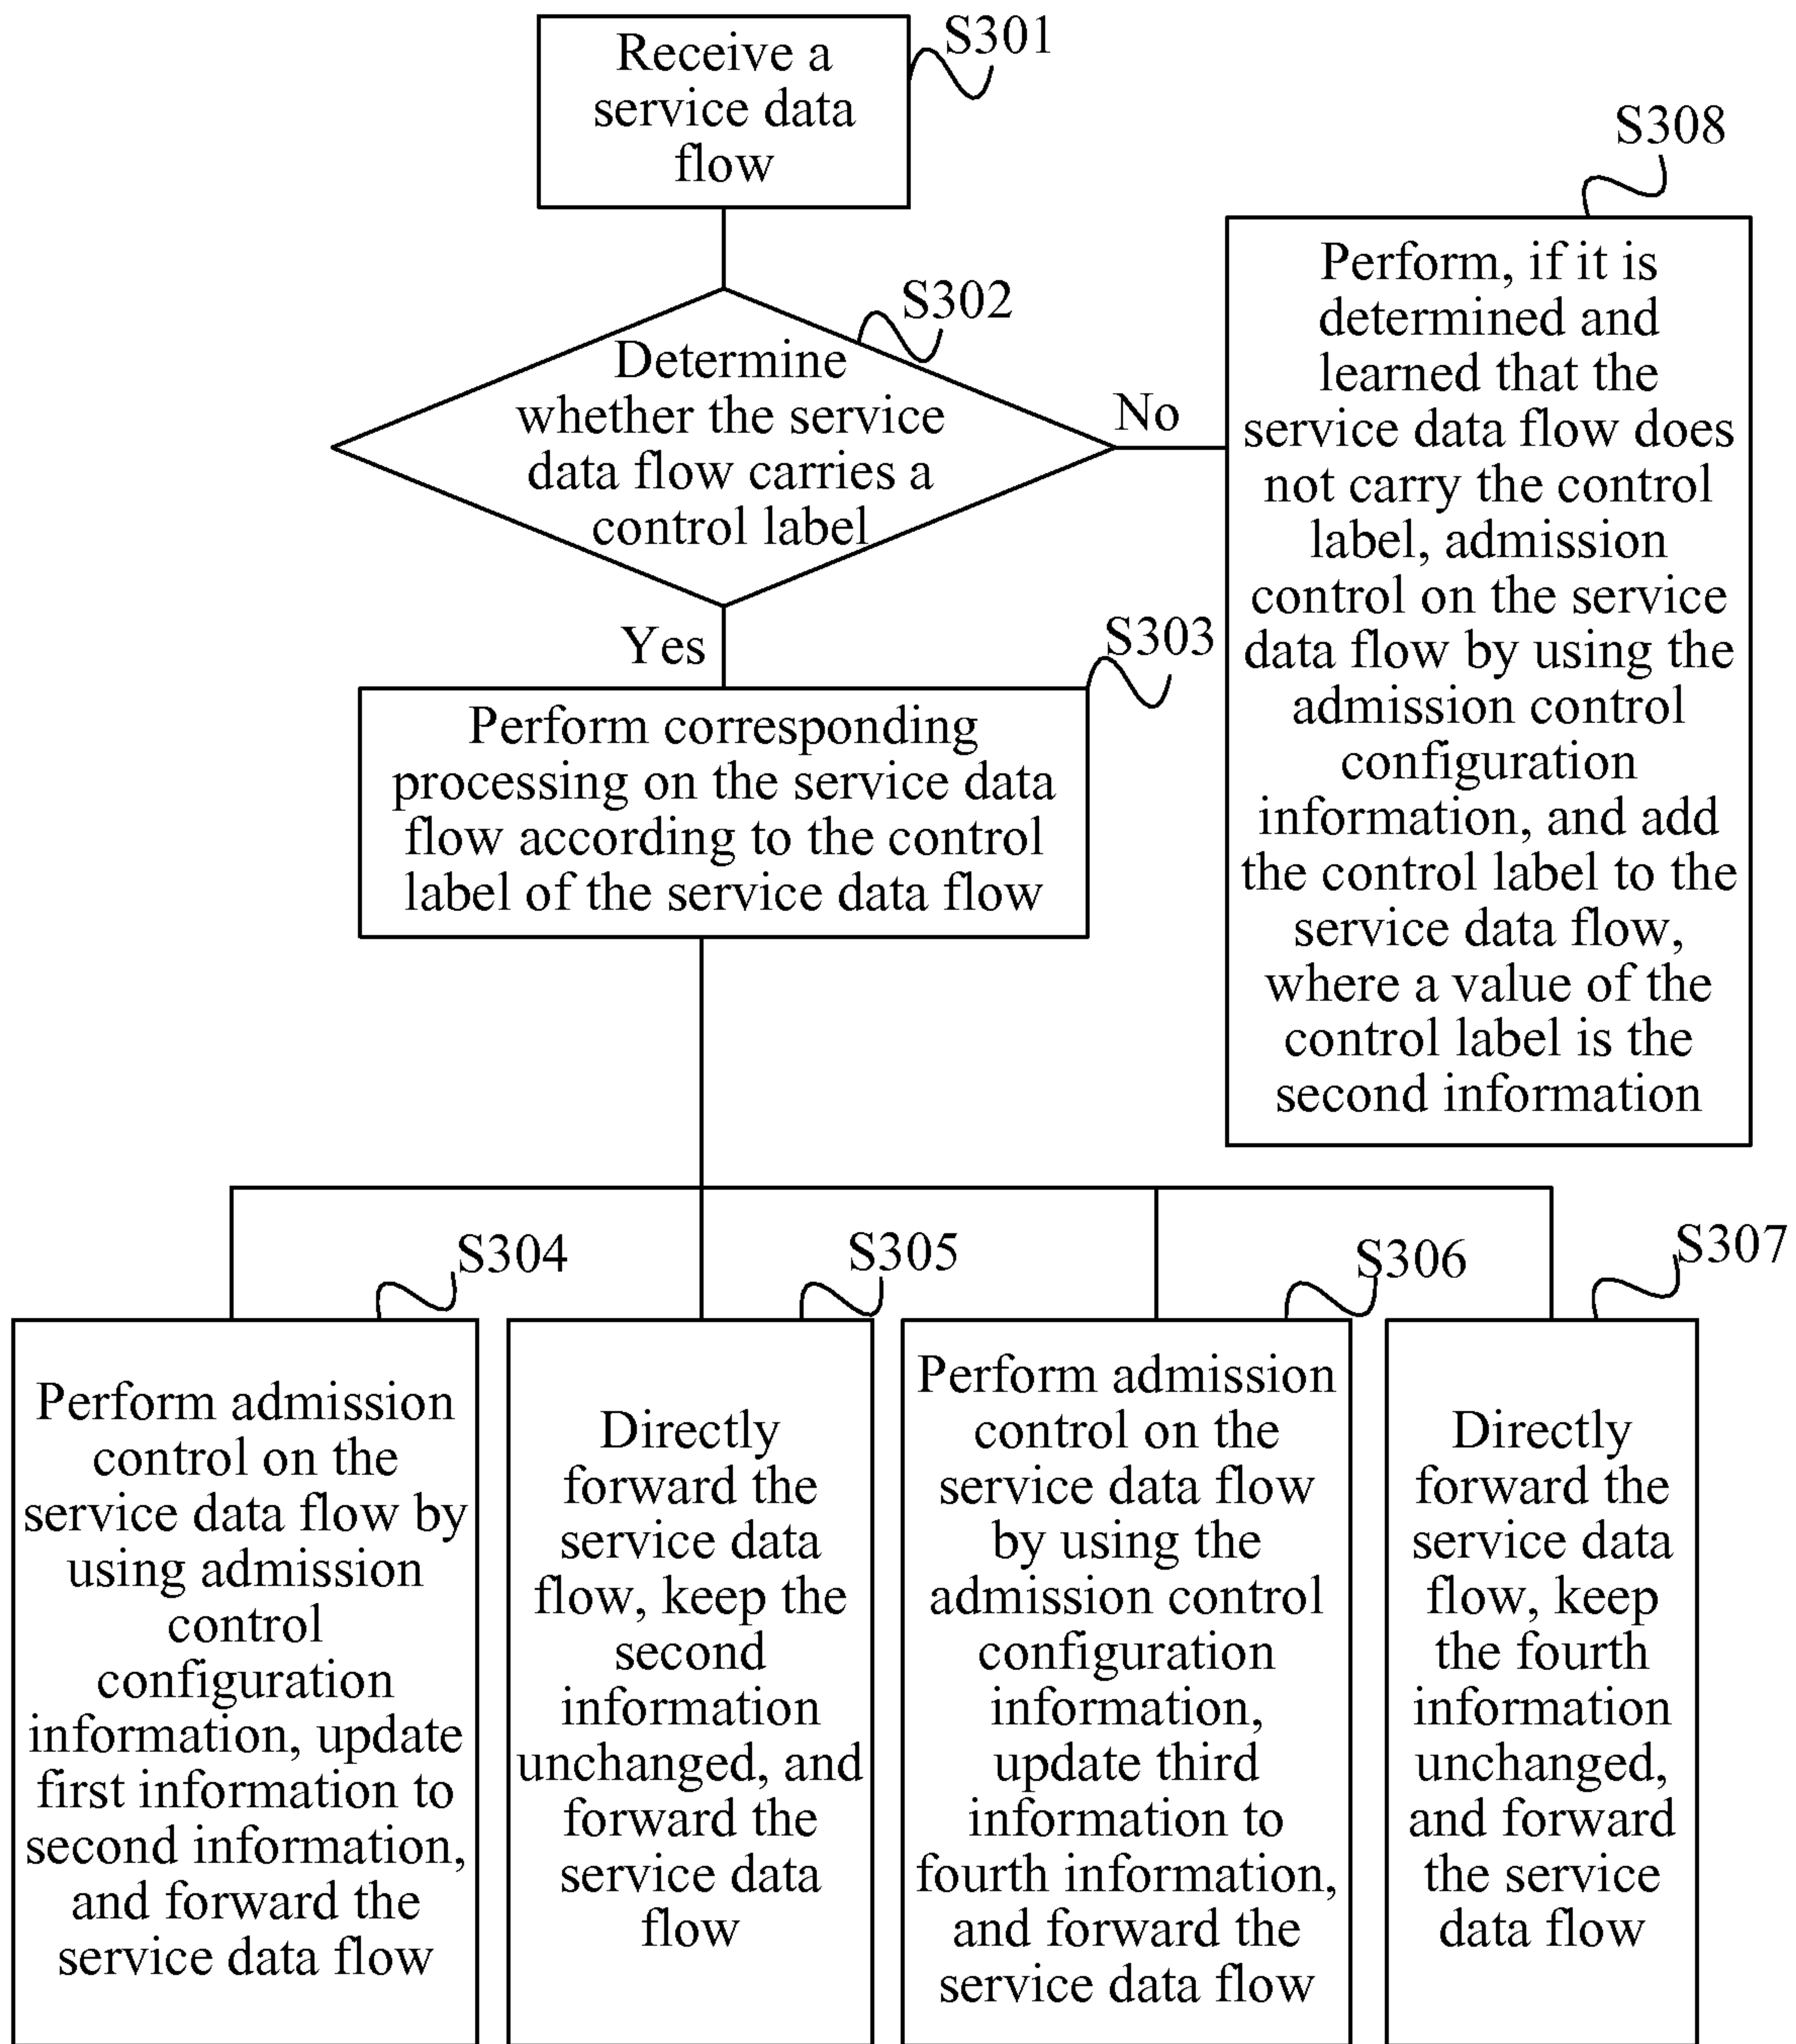 Receive a
service data
flow
S301
S302
Determine
whether the service
data flow carries a
control label
No
Yes
S308
Perform, if it is
determined and
learned that the
service data flow does
not carry the control
label, admission
control on the service
data flow by using the
admission control
configuration
information, and add
the control label to the
service data flow,
where a value of the
control label is the
second information
S303
Perform corresponding
processing on the service data
flow according to the control
label of the service data flow
S304
Perform admission
control on the
service data flow by
using admission
control
configuration
information, update
first information to
second information,
and forward the
service data flow
S305
Directly
forward the
service data
flow, keep the
second
information
unchanged, and
forward the
service data
flow
S306
Perform admission
control on the
service data flow
by using the
admission control
configuration
information,
update third
information to
fourth information,
and forward the
service data flow
S307
Directly
forward the
service data
flow, keep
the fourth
information
unchanged,
and forward
the service
data flow